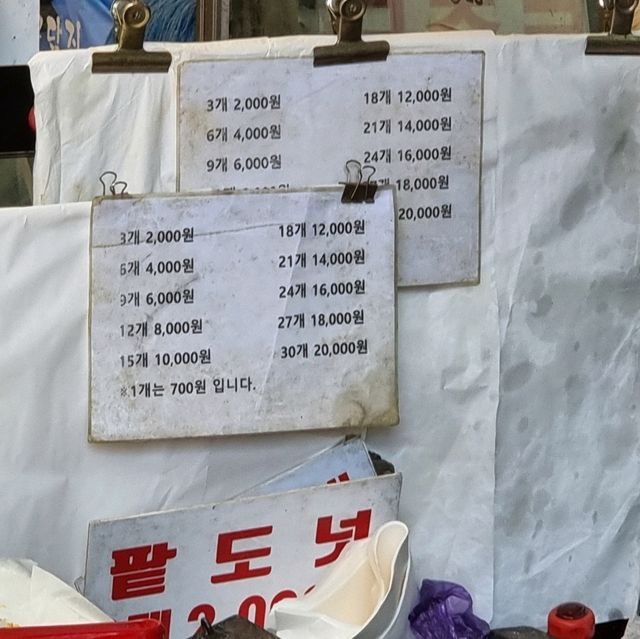 3개 2,000원
6개 4,000원
9개 6,000원
18개 12,000원
21개 14,000원
24개 16,000원
18,000원
20,000원
3개 2,000원
6개 4,000원
9개 6,000원
12개 8,000원
15개 10,000원
※1개는 700원 입니다.
18개 12,000원
21개 14,000원
24개 16,000원
27개 18,000원
30개 20,000원
팥도넛